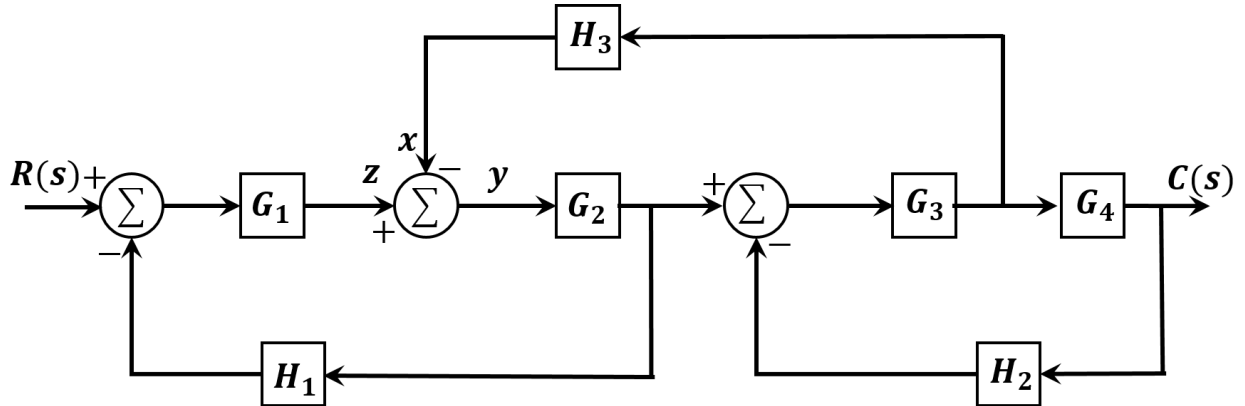 H₃
x −
R(s) + Σ G₁ z Σ y G₂ + Σ G₃ G₄ C(s)
− + −
H₁ H₂